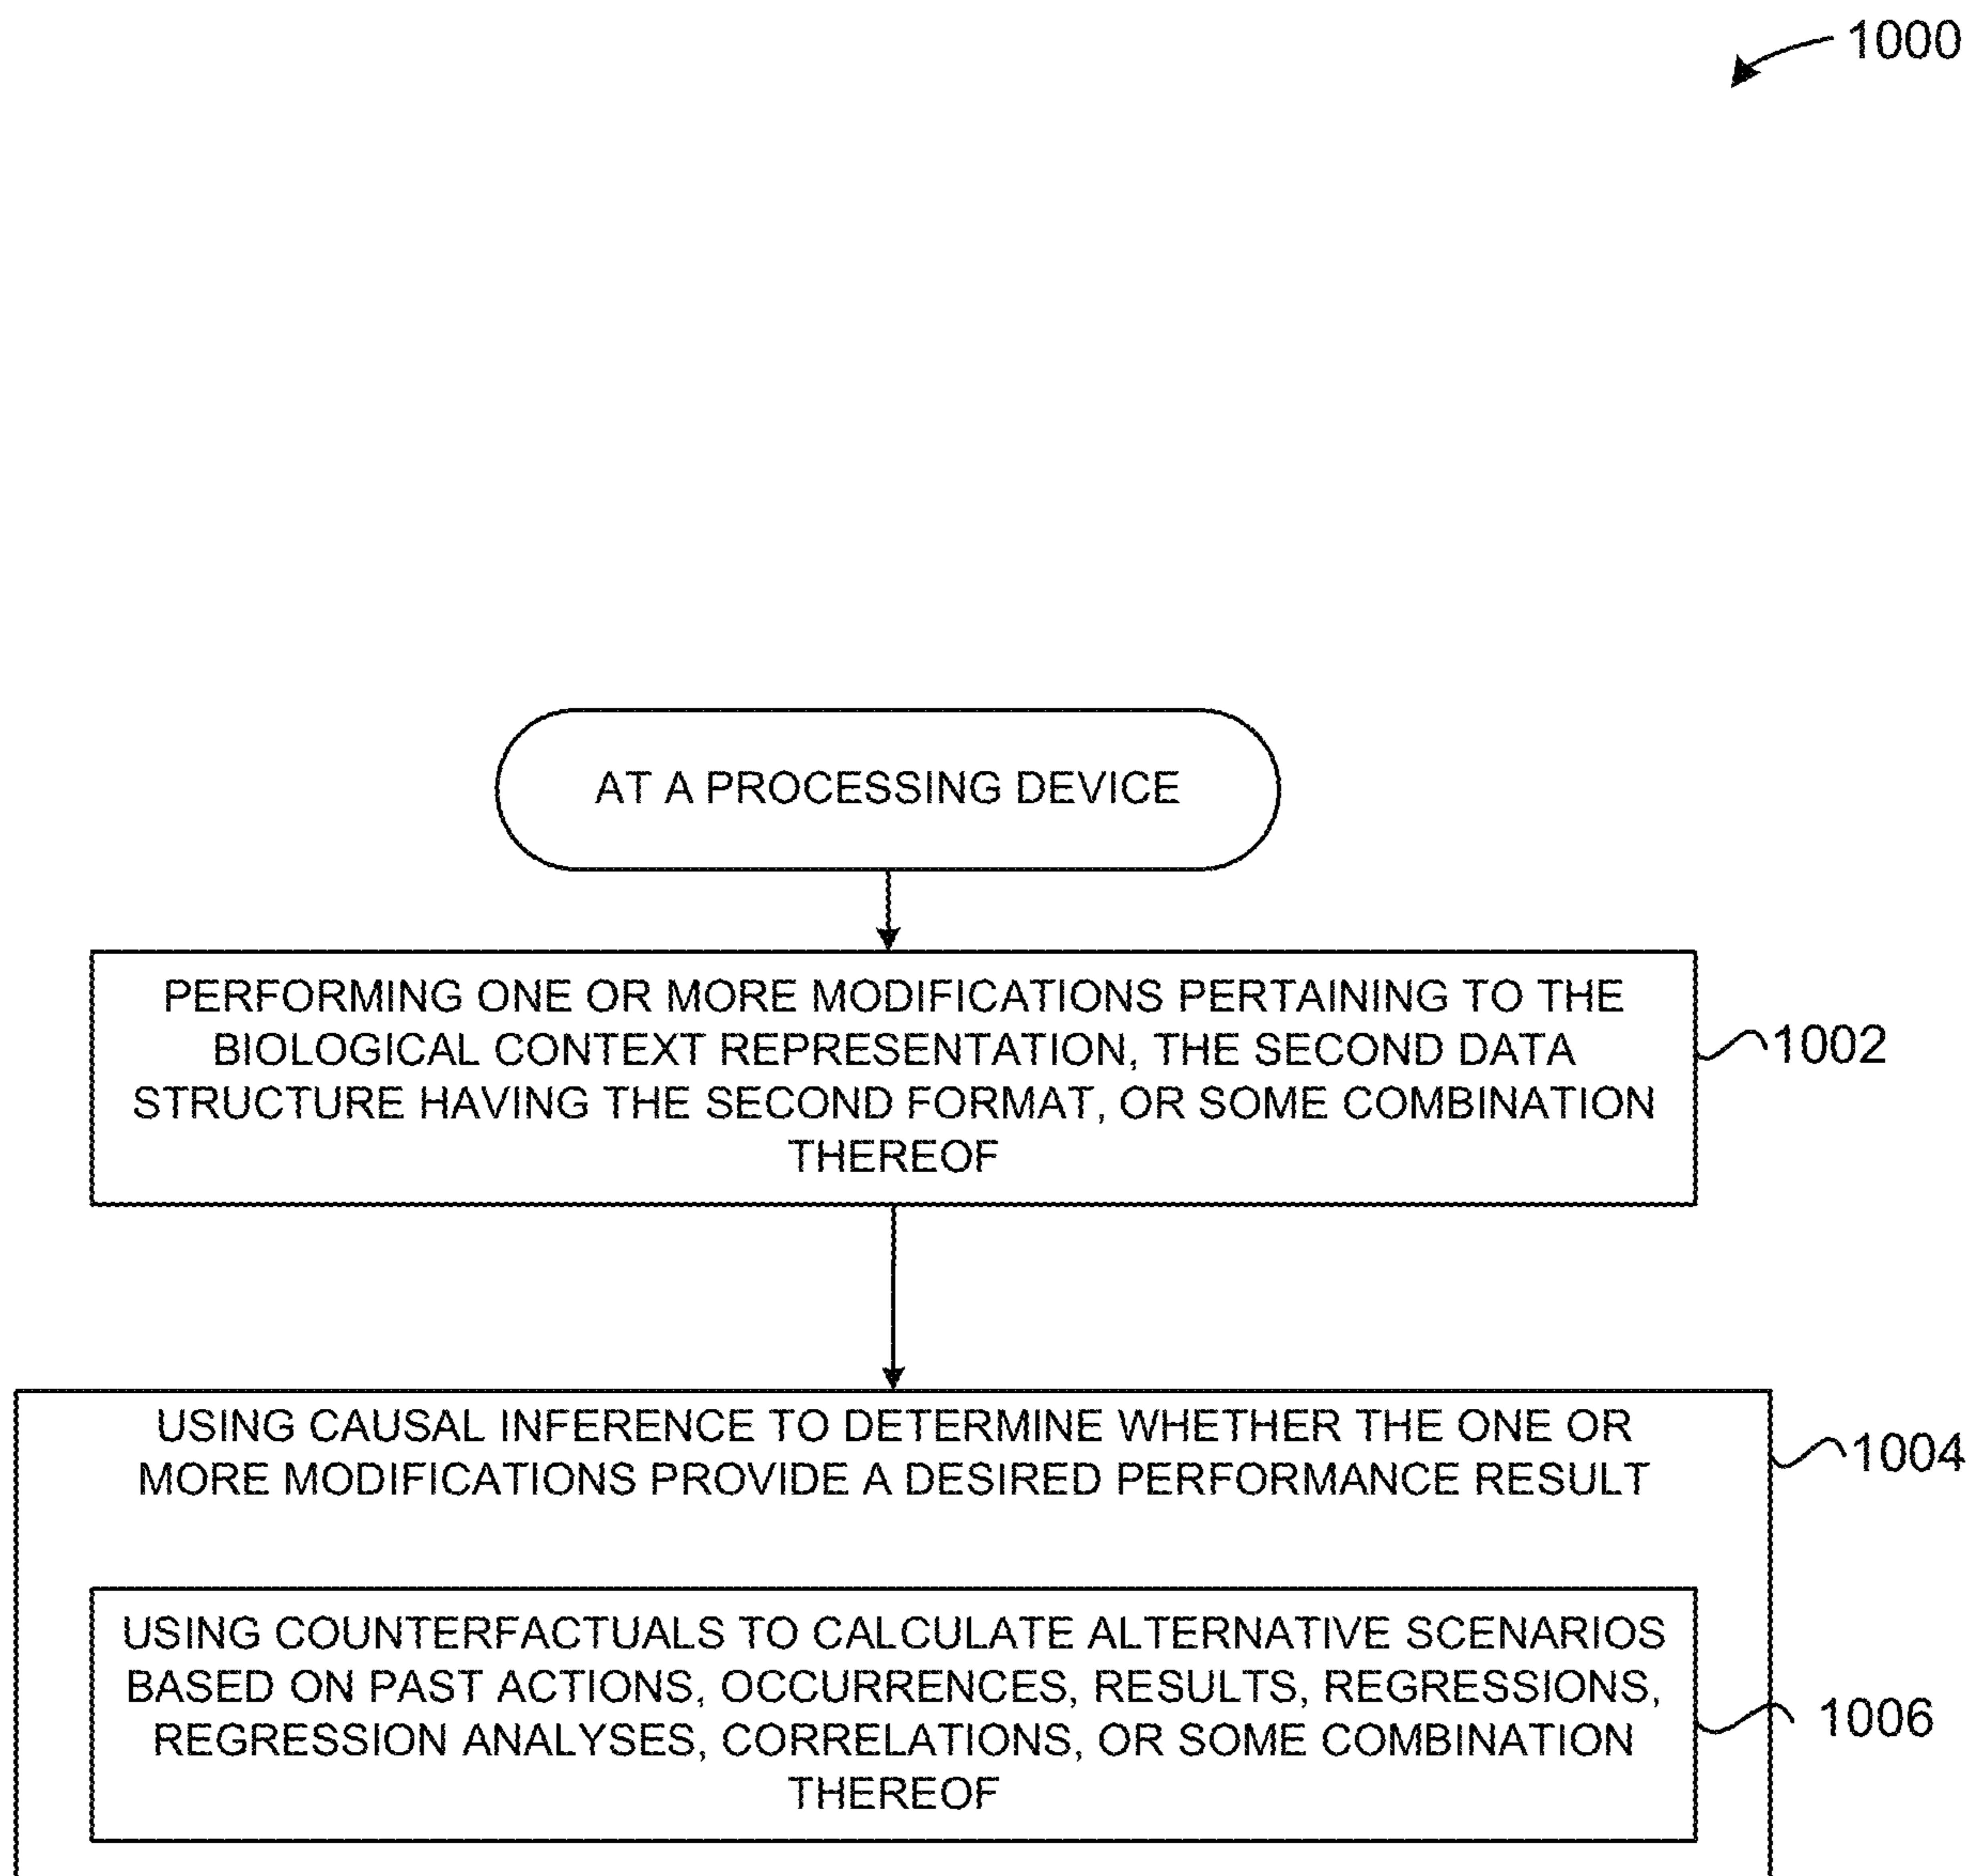 1000
AT A PROCESSING DEVICE
PERFORMING ONE OR MORE MODIFICATIONS PERTAINING TO THE
BIOLOGICAL CONTEXT REPRESENTATION, THE SECOND DATA
STRUCTURE HAVING THE SECOND FORMAT, OR SOME COMBINATION
THEREOF
1002
USING CAUSAL INFERENCE TO DETERMINE WHETHER THE ONE OR
MORE MODIFICATIONS PROVIDE A DESIRED PERFORMANCE RESULT
1004
USING COUNTERFACTUALS TO CALCULATE ALTERNATIVE SCENARIOS
BASED ON PAST ACTIONS, OCCURRENCES, RESULTS, REGRESSIONS,
REGRESSION ANALYSES, CORRELATIONS, OR SOME COMBINATION
THEREOF
1006